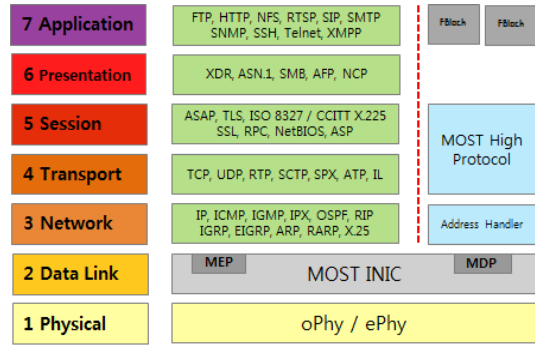 7 Application
FTP, HTTP, NFS, RTSP, SIP, SMTP
SNMP, SSH, Telnet, XMPP
FBlock
FBlock
6 Presentation
XDR, ASN.1, SMB, AFP, NCP
5 Session
ASAP, TLS, ISO 8327 / CCITT X.225
SSL, RPC, NetBIOS, ASP
MOST High
Protocol
4 Transport
TCP, UDP, RTP, SCTP, SPX, ATP, IL
3 Network
IP, ICMP, IGMP, IPX, OSPF, RIP
IGRP, EIGRP, ARP, RARP, X.25
Address Handler
2 Data Link
MEP
MOST INIC
MDP
1 Physical
oPhy / ePhy